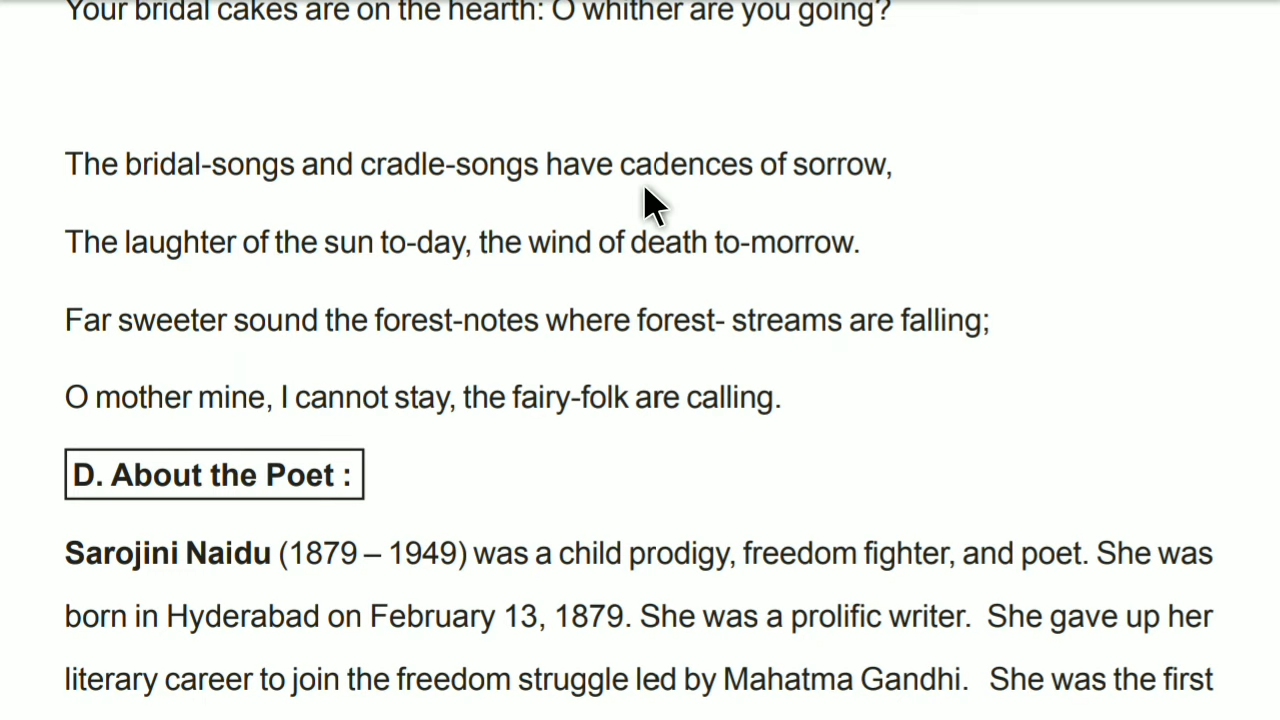 Your bridal cakes are on the hearth: O whither are you going?
The bridal-songs and cradle-songs have cadences of sorrow,
The laughter of the sun to-day, the wind of death to-morrow.
Far sweeter sound the forest-notes where forest- streams are falling;
O mother mine, I cannot stay, the fairy-folk are calling.
D. About the Poet :
Sarojini Naidu (1879 – 1949) was a child prodigy, freedom fighter, and poet. She was
born in Hyderabad on February 13, 1879. She was a prolific writer. She gave up her
literary career to join the freedom struggle led by Mahatma Gandhi. She was the first